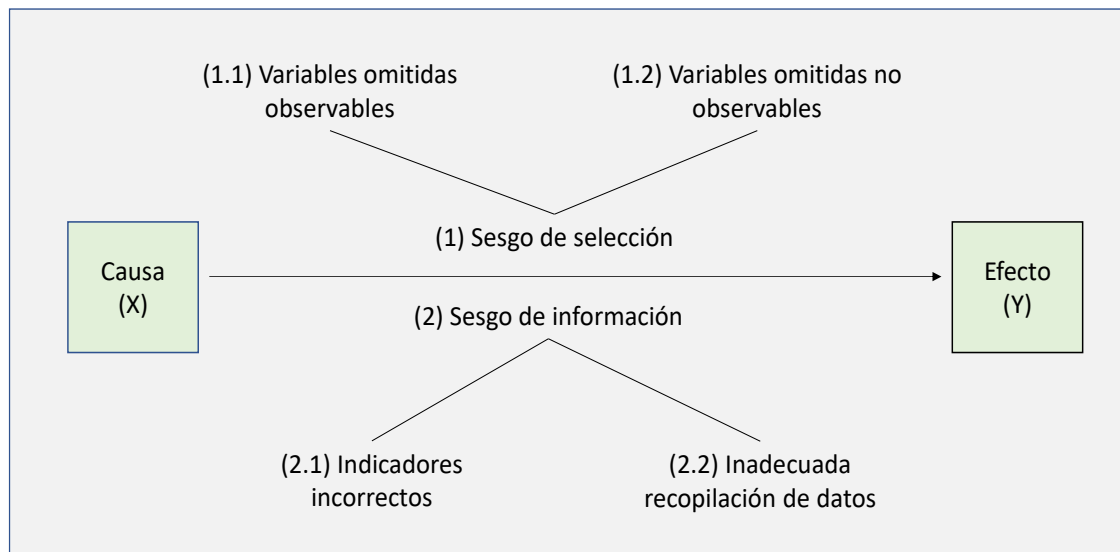 (1.1) Variables omitidas
observables
(1.2) Variables omitidas no
observables
(1) Sesgo de selección
Causa
(X)
Efecto
(Y)
(2) Sesgo de información
(2.1) Indicadores
incorrectos
(2.2) Inadecuada
recopilación de datos